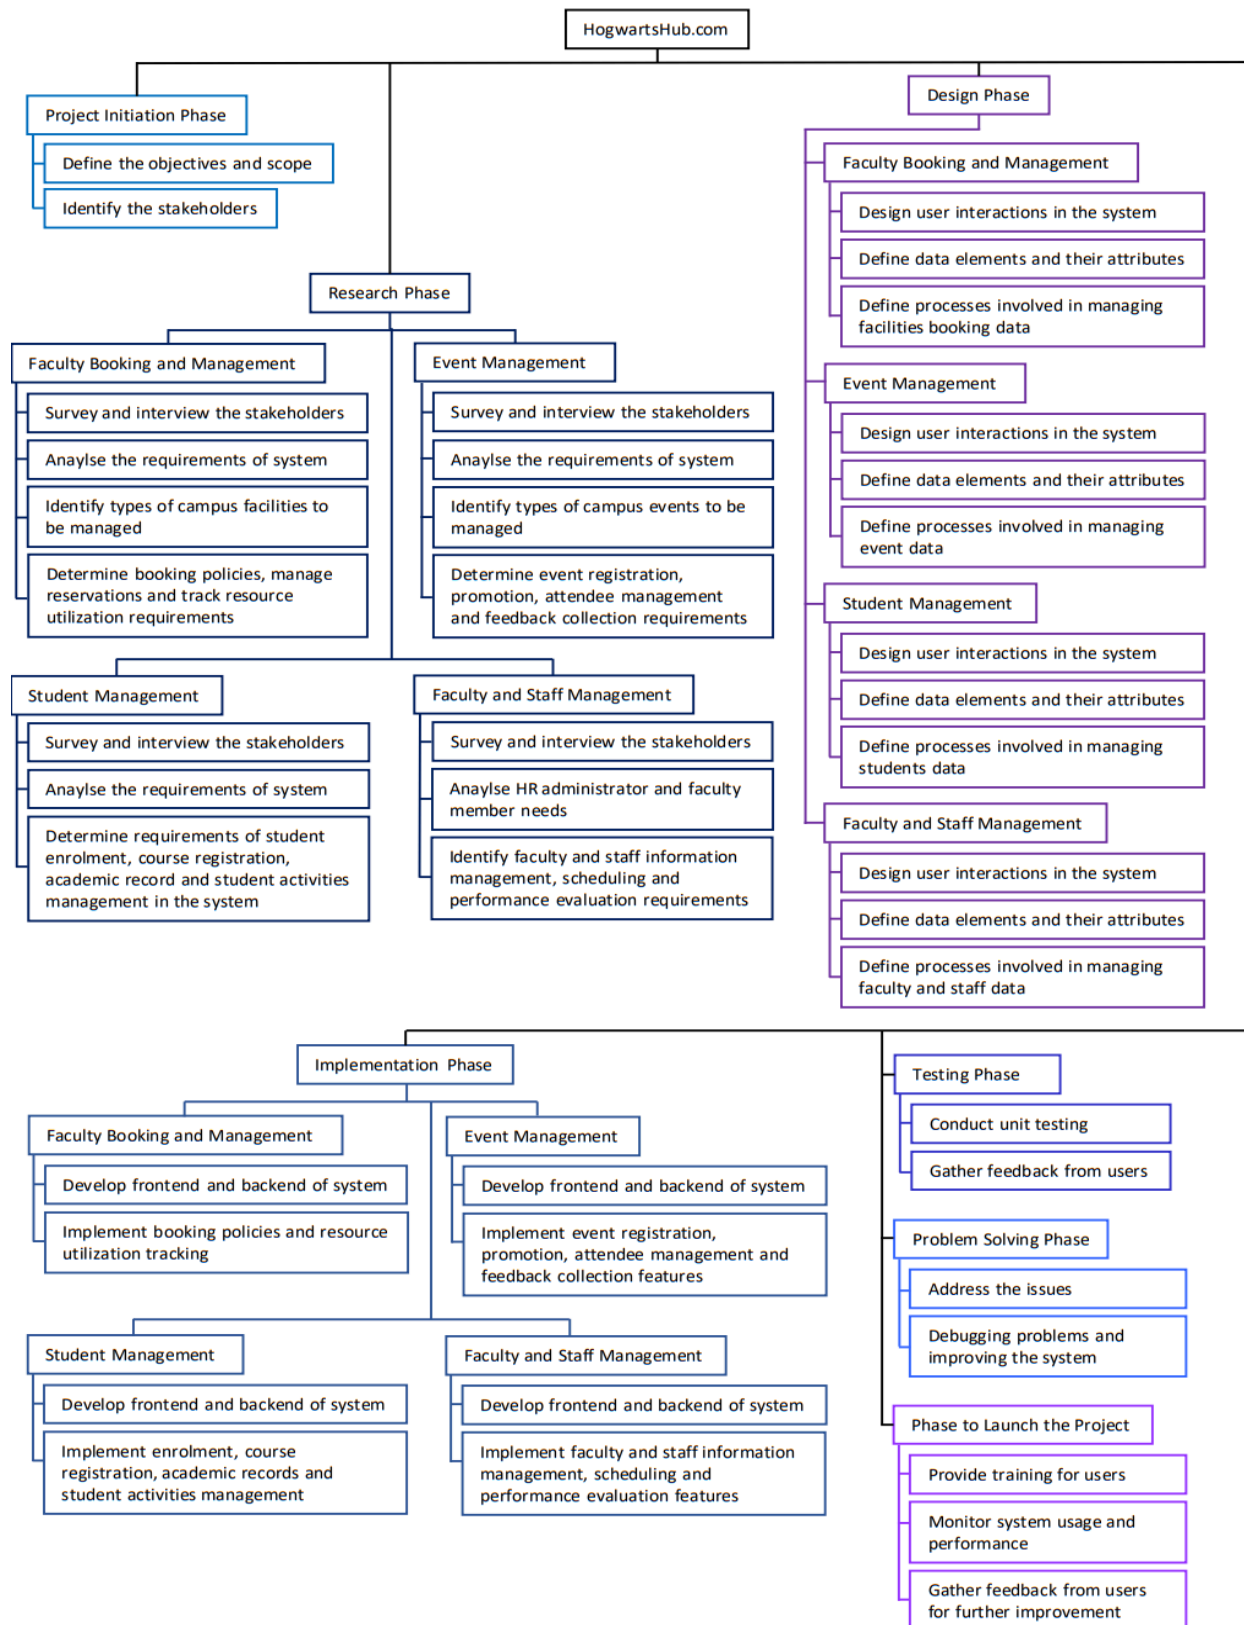 HogwartsHub.com
Project Initiation Phase
Define the objectives and scope
Identify the stakeholders
Research Phase
Faculty Booking and Management
Survey and interview the stakeholders
Anaylse the requirements of system
Identify types of campus facilities to
be managed
Determine booking policies, manage
reservations and track resource
utilization requirements
Event Management
Survey and interview the stakeholders
Anaylse the requirements of system
Identify types of campus events to be
managed
Determine event registration,
promotion, attendee management
and feedback collection requirements
Student Management
Survey and interview the stakeholders
Anaylse the requirements of system
Determine requirements of student
enrolment, course registration,
academic record and student activities
management in the system
Faculty and Staff Management
Survey and interview the stakeholders
Anaylse HR administrator and faculty
member needs
Identify faculty and staff information
management, scheduling and
performance evaluation requirements
Design Phase
Faculty Booking and Management
Design user interactions in the system
Define data elements and their attributes
Define processes involved in managing
facilities booking data
Event Management
Design user interactions in the system
Define data elements and their attributes
Define processes involved in managing
event data
Student Management
Design user interactions in the system
Define data elements and their attributes
Define processes involved in managing
students data
Faculty and Staff Management
Design user interactions in the system
Define data elements and their attributes
Define processes involved in managing
faculty and staff data
Implementation Phase
Faculty Booking and Management
Develop frontend and backend of system
Implement booking policies and resource
utilization tracking
Event Management
Develop frontend and backend of system
Implement event registration,
promotion, attendee management and
feedback collection features
Student Management
Develop frontend and backend of system
Implement enrolment, course
registration, academic records and
student activities management
Faculty and Staff Management
Develop frontend and backend of system
Implement faculty and staff information
management, scheduling and
performance evaluation features
Testing Phase
Conduct unit testing
Gather feedback from users
Problem Solving Phase
Address the issues
Debugging problems and
improving the system
Phase to Launch the Project
Provide training for users
Monitor system usage and
performance
Gather feedback from users
for further improvement